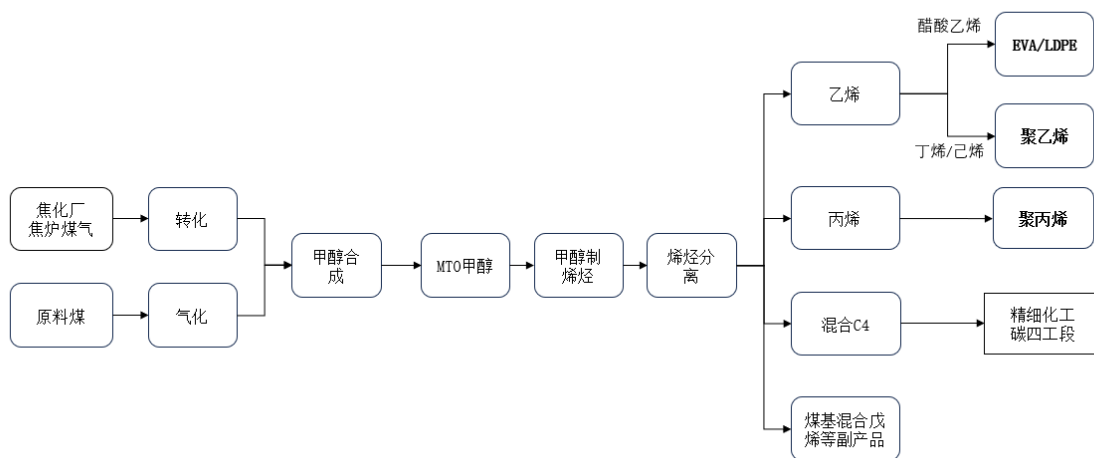 醋酸乙烯
EVA/LDPE
乙烯
丁烯/己烯
聚乙烯
焦化厂
焦炉煤气
转化
丙烯
聚丙烯
甲醇合
成
MTO甲醇
甲醇制
烯烃
烯烃分
离
原料煤
气化
混合C4
精细化工
碳四工段
煤基混合戊
烯等副产品